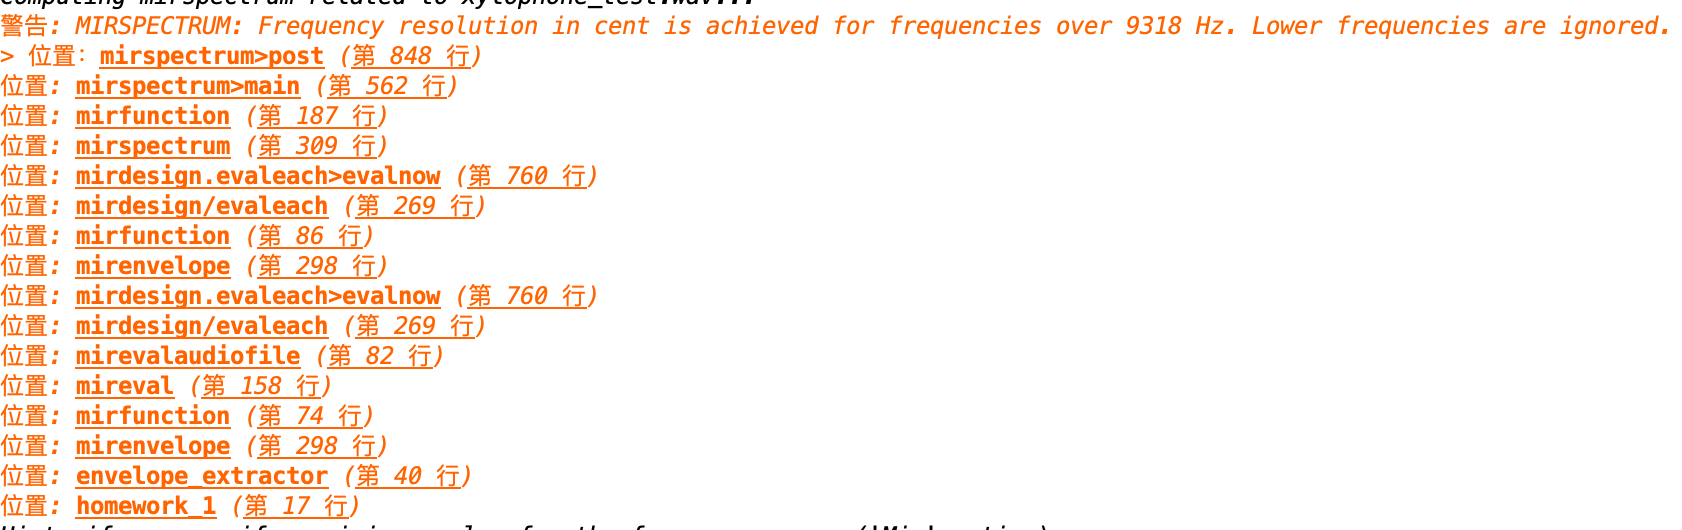 警告: MIRSPECTRUM: Frequency resolution in cent is achieved for frequencies over 9318 Hz. Lower frequencies are ignored.
> 位置: mirspectrum>post (第 848 行)
位置: mirspectrum>main (第 562 行)
位置: mirfunction (第 187 行)
位置: mirspectrum (第 309 行)
位置: mirdesign.evaleach>evalnow (第 760 行)
位置: mirdesign/evaleach (第 269 行)
位置: mirfunction (第 86 行)
位置: mirenvelope (第 298 行)
位置: mirdesign.evaleach>evalnow (第 760 行)
位置: mirdesign/evaleach (第 269 行)
位置: mirevalaudiofile (第 82 行)
位置: mireval (第 158 行)
位置: mirfunction (第 74 行)
位置: mirenvelope (第 298 行)
位置: envelope_extractor (第 40 行)
位置: homework_1 (第 17 行)